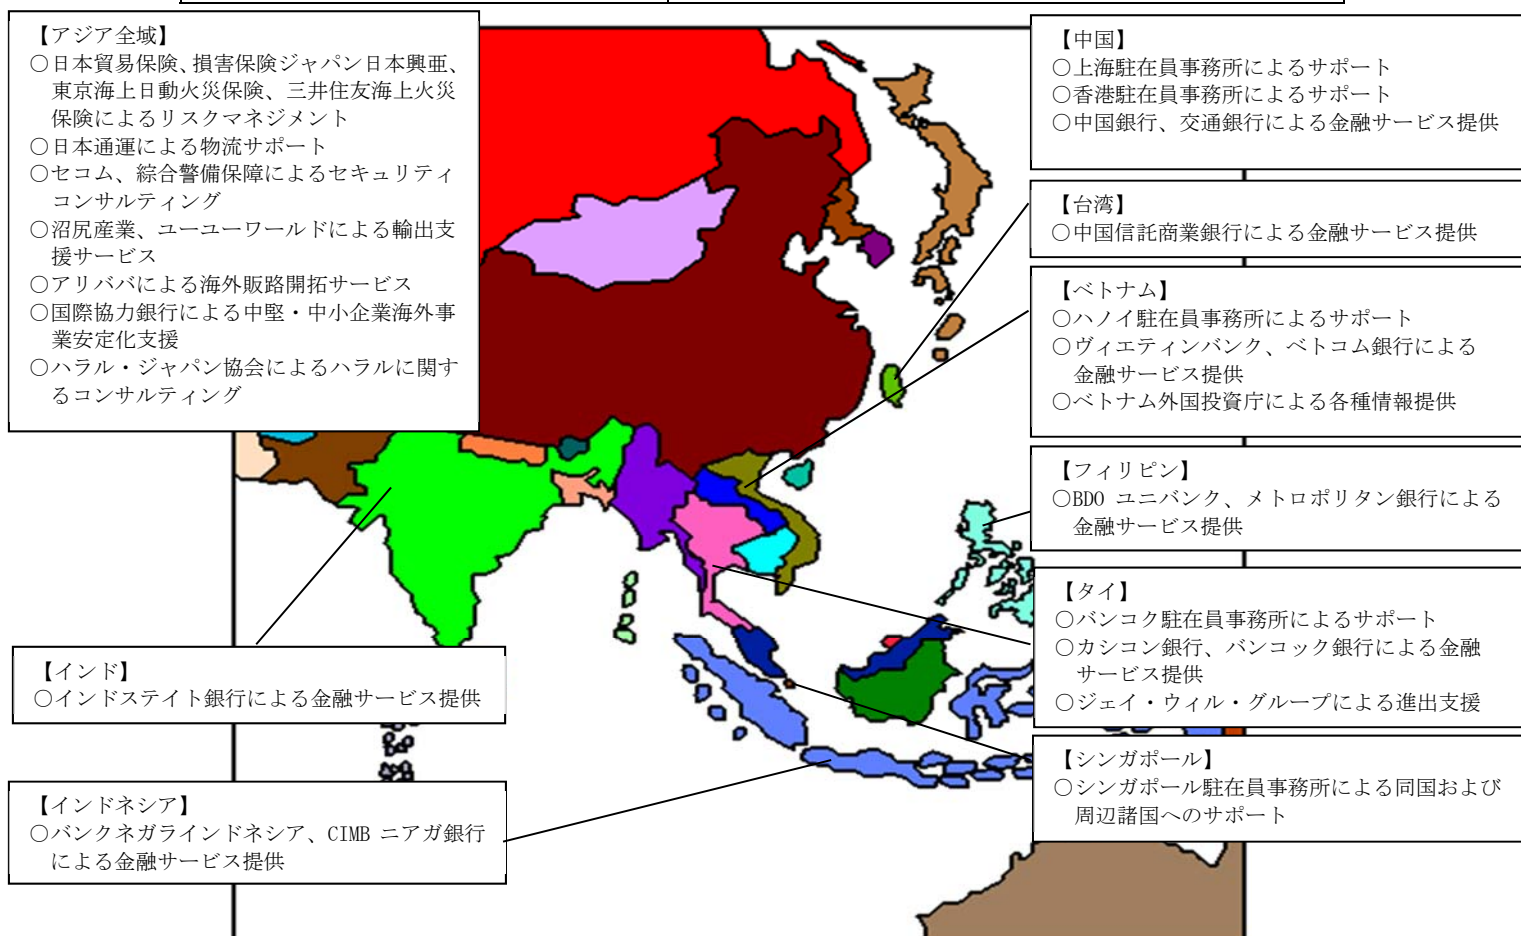 【アジア全域】
○日本貿易保険、損害保険ジャパン日本興亜、
東京海上日動火災保険、三井住友海上火災
保険によるリスクマネジメント
○日本通運による物流サポート
○セコム、綜合警備保障によるセキュリティ
コンサルティング
○沼尻産業、ユーユーワールドによる輸出支
援サービス
○アリババによる海外販路開拓サービス
○国際協力銀行による中堅・中小企業海外事
業安定化支援
○ハラル・ジャパン協会によるハラルに関す
るコンサルティング
【インド】
○インドステイト銀行による金融サービス提供
【インドネシア】
○バンクネガラインドネシア、CIMB ニアガ銀行
による金融サービス提供
【中国】
○上海駐在員事務所によるサポート
○香港駐在員事務所によるサポート
○中国銀行、交通銀行による金融サービス提供
【台湾】
○中国信託商業銀行による金融サービス提供
【ベトナム】
○ハノイ駐在員事務所によるサポート
○ヴィエティンバンク、ベトコム銀行による
金融サービス提供
○ベトナム外国投資庁による各種情報提供
【フィリピン】
○BDO ユニバンク、メトロポリタン銀行による
金融サービス提供
【タイ】
○バンコク駐在員事務所によるサポート
○カシコン銀行、バンコック銀行による金融
サービス提供
○ジェイ・ウィル・グループによる進出支援
【シンガポール】
○シンガポール駐在員事務所による同国および
周辺諸国へのサポート